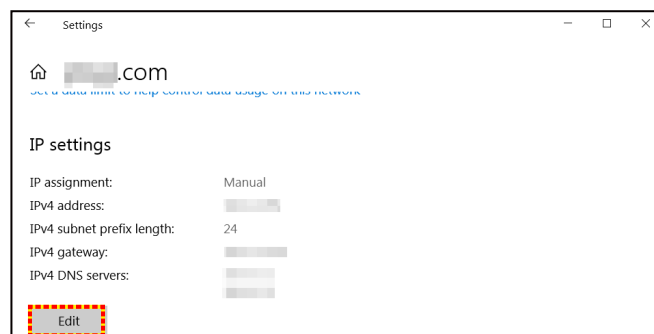 Settings
.com
Set a data limit to help control data usage on this network
IP settings
IP assignment: Manual
IPv4 address:
IPv4 subnet prefix length: 24
IPv4 gateway:
IPv4 DNS servers:
Edit